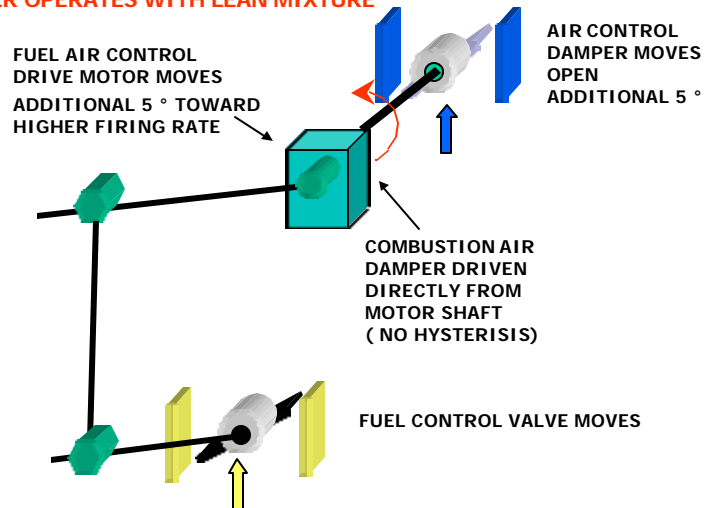 ER OPERATES WITH LEAN MIXTURE
FUEL AIR CONTROL
DRIVE MOTOR MOVES
ADDITIONAL 5 ° TOWARD
HIGHER FIRING RATE
AIR CONTROL
DAMPER MOVES
OPEN
ADDITIONAL 5 °
COMBUSTION AIR
DAMPER DRIVEN
DIRECTLY FROM
MOTOR SHAFT
( NO HYSTERISIS)
FUEL CONTROL VALVE MOVES